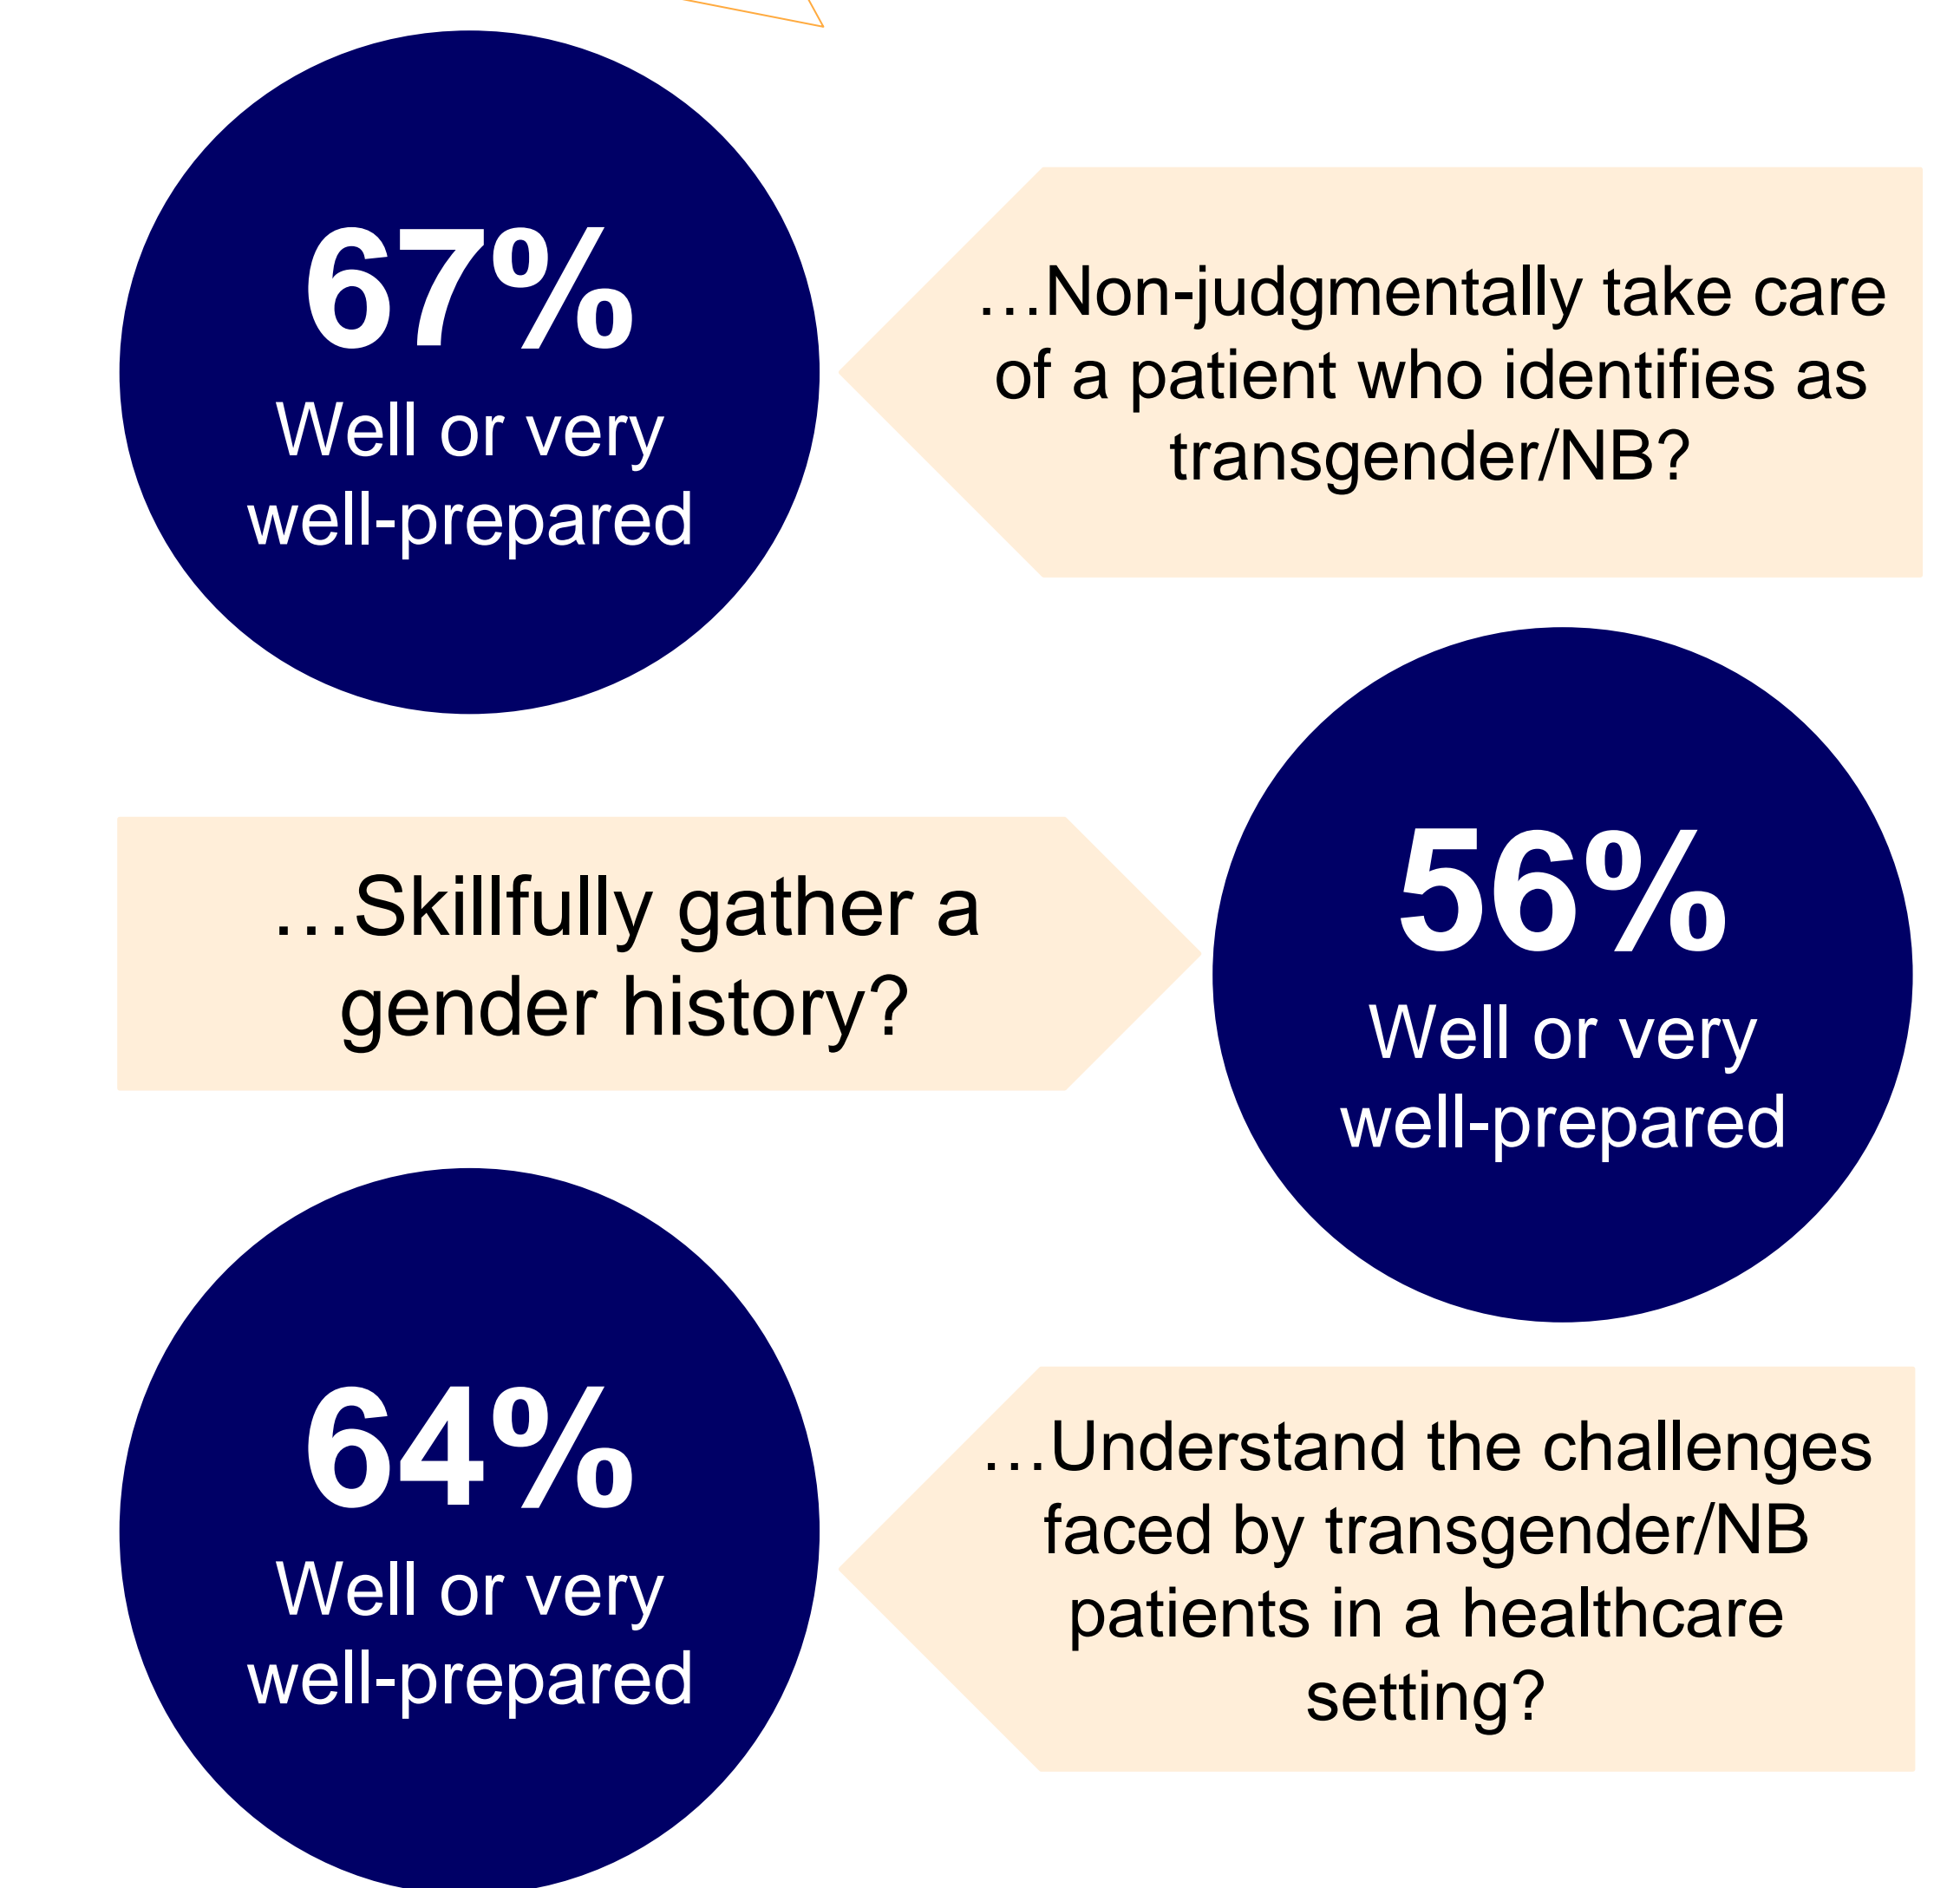 67%
Well or very
well-prepared
…Non-judgmentally take care
of a patient who identifies as
transgender/NB?
…Skillfully gather a
gender history?
56%
Well or very
well-prepared
64%
Well or very
well-prepared
…Understand the challenges
faced by transgender/NB
patients in a healthcare
setting?